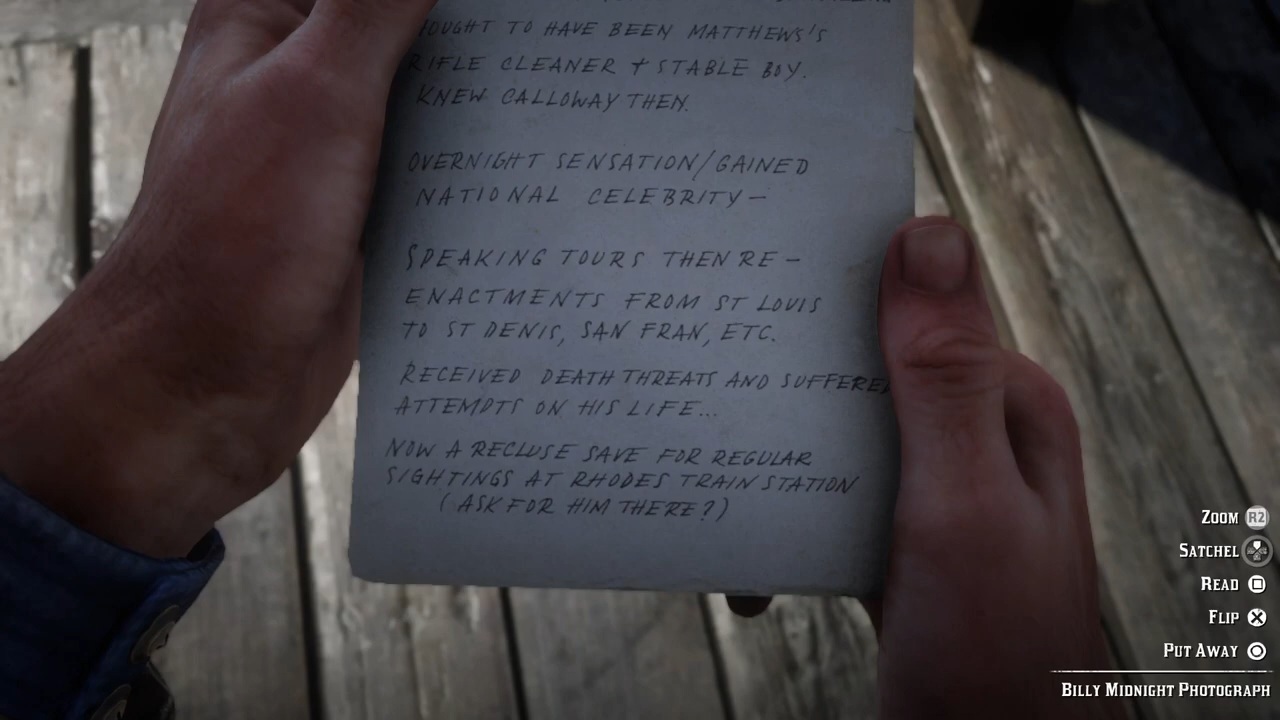 THOUGHT TO HAVE BEEN MATTHEWS'S
RIFLE CLEANER + STABLE BOY.
KNEW CALLOWAY THEN.
OVERNIGHT SENSATION/GAINED
NATIONAL CELEBRITY—
SPEAKING TOURS THEN RE—
ENACTMENTS FROM ST LOUIS
TO ST DENIS, SAN FRAN, ETC.
RECEIVED DEATH THREATS AND SUFFERED
ATTEMPTS ON HIS LIFE...
NOW A RECLUSE SAVE FOR REGULAR
SIGHTINGS AT RHODES TRAIN STATION
(ASK FOR HIM THERE?)
ZOOM R2
SATCHEL
READ
FLIP
PUT AWAY
BILLY MIDNIGHT PHOTOGRAPH